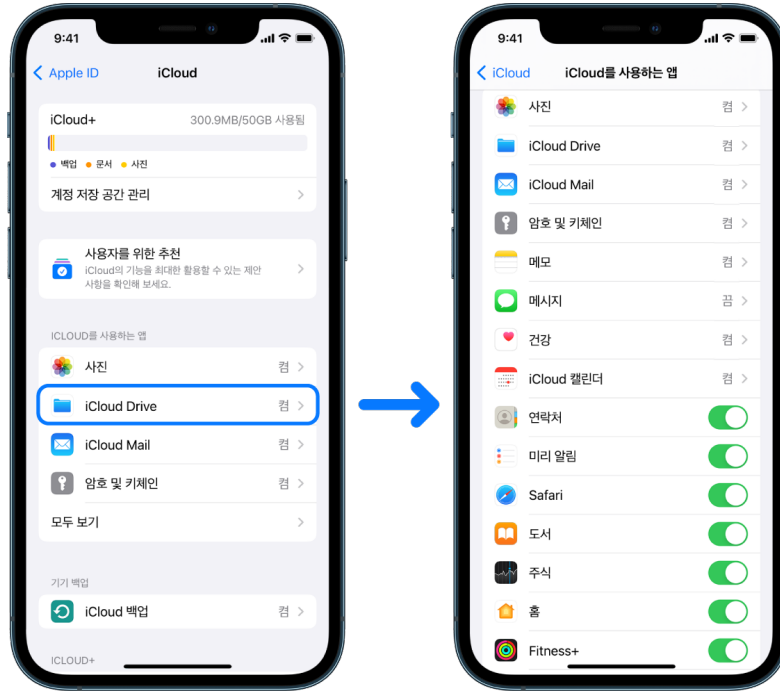 9:41
Apple ID
iCloud
iCloud+
300.9MB/50GB 사용됨
백업
문서
사진
계정 저장 공간 관리
사용자를 위한 추천
iCloud의 기능을 최대한 활용할 수 있는 제안
사항을 확인해 보세요.
ICLOUD를 사용하는 앱
사진 켬
iCloud Drive 켬
iCloud Mail 켬
암호 및 키체인 켬
모두 보기
기기 백업
iCloud 백업 켬
ICLOUD+
9:41
iCloud
iCloud를 사용하는 앱
사진 켬
iCloud Drive 켬
iCloud Mail 켬
암호 및 키체인 켬
메모 켬
메시지 끔
건강 켬
iCloud 캘린더 켬
연락처
미리 알림
Safari
도서
주식
홈
Fitness+